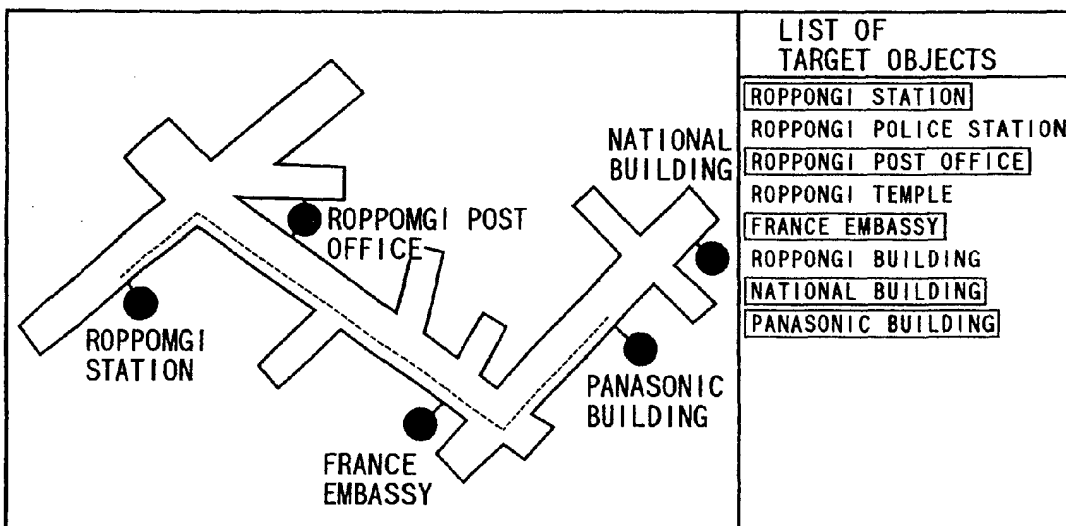 NATIONAL
BUILDING
ROPPOMGI POST
OFFICE
ROPPOMGI
STATION
PANASONIC
BUILDING
FRANCE
EMBASSY
LIST OF
TARGET OBJECTS
ROPPONGI STATION
ROPPONGI POLICE STATION
ROPPONGI POST OFFICE
ROPPONGI TEMPLE
FRANCE EMBASSY
ROPPONGI BUILDING
NATIONAL BUILDING
PANASONIC BUILDING